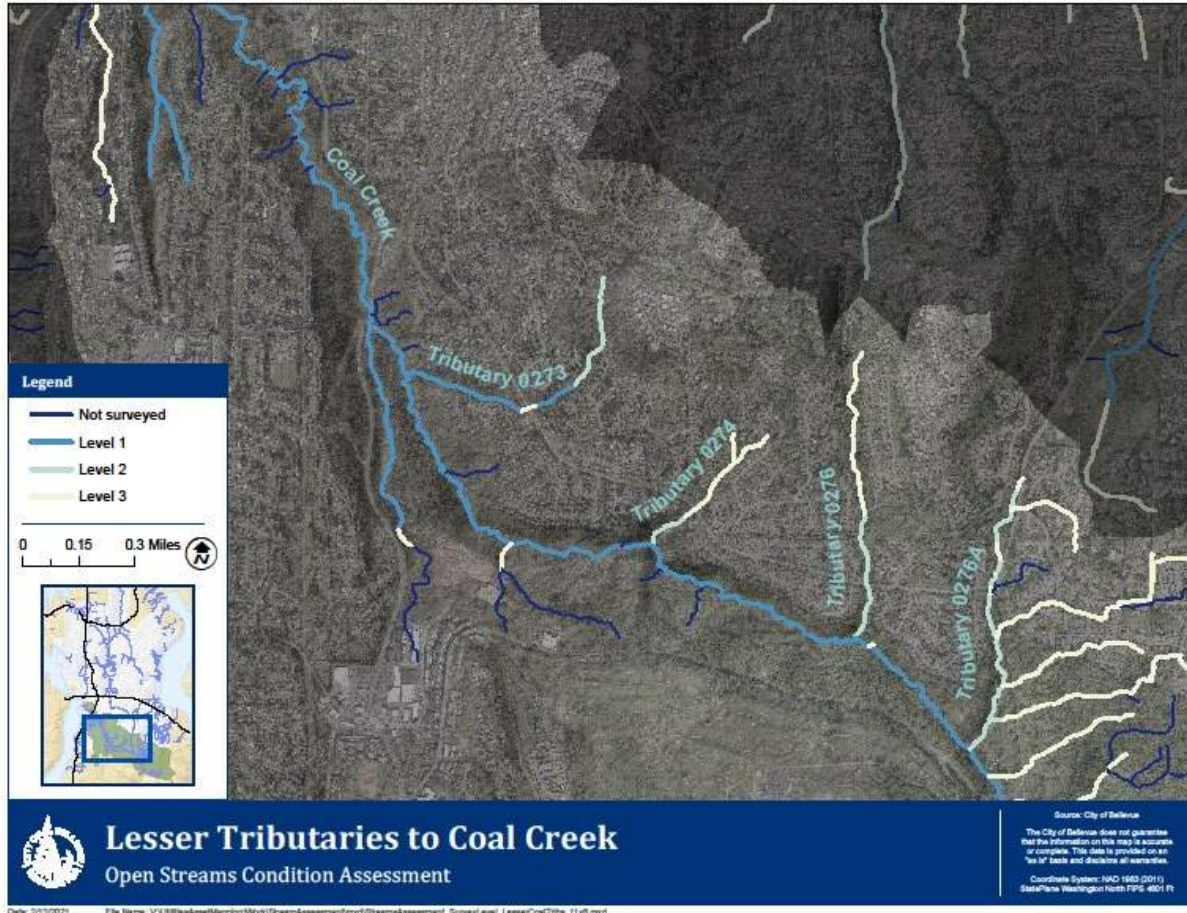 Coal Creek
Tributary 0273
Tributary 0274
Tributary 0276
Tributary 0276A
Legend
Not surveyed
Level 1
Level 2
Level 3
0 0.15 0.3 Miles
N
Lesser Tributaries to Coal Creek
Open Streams Condition Assessment
Source: City of Bellevue
The City of Bellevue does not guarantee
that the information on this map is accurate
or complete. This data is provided on an
"as is" basis and disclaims all warranties.
Coordinate System: NAD 1983 (2011)
StatePlane Washington North FIPS 4601 Ft